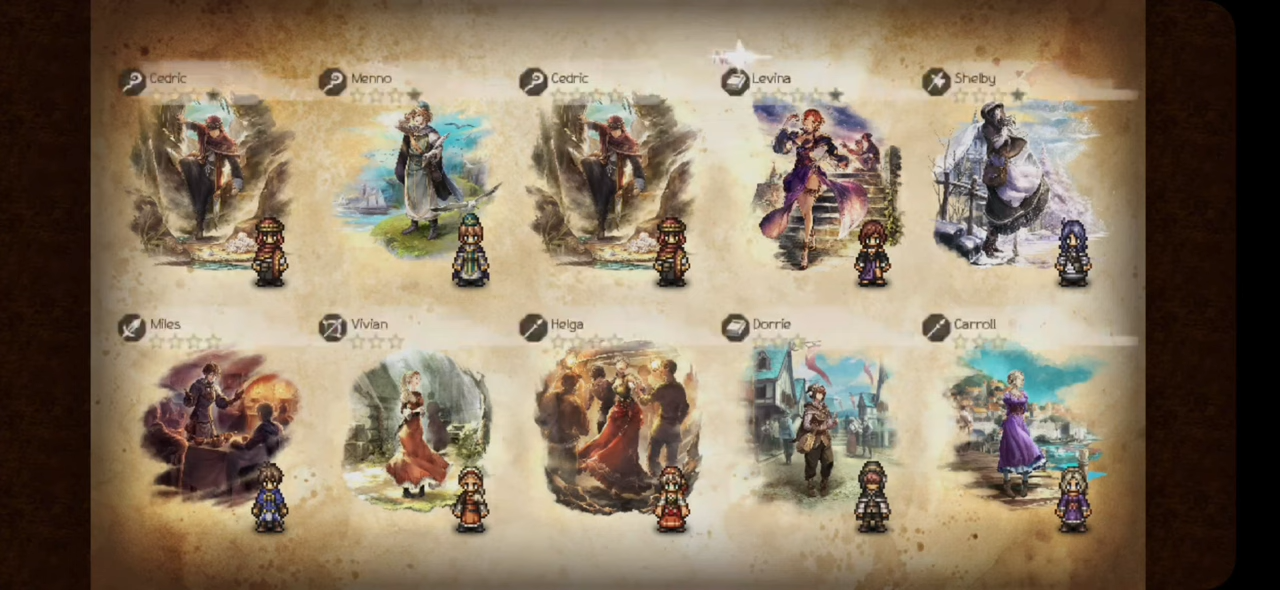 Cedric
Menno
Cedric
Levina
Shelby
Miles
Vivian
Helga
Dorrie
Carroll